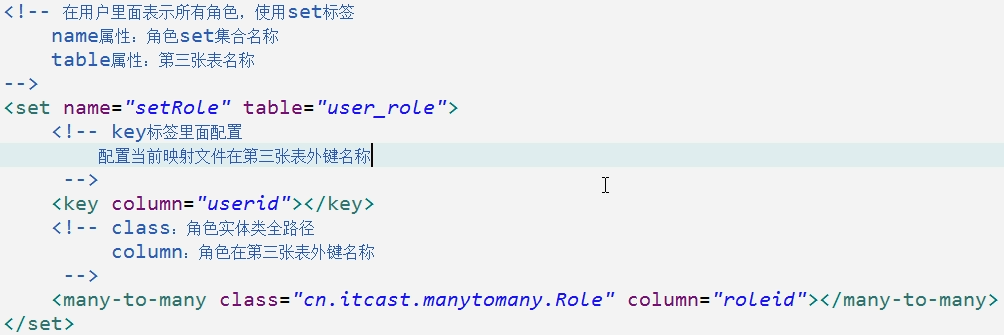 <!-- 在用户里面表示所有角色，使用set标签
name属性：角色set集合名称
table属性：第三张表名称
-->
<set name="setRole" table="user_role">
<!-- key标签里面配置
配置当前映射文件在第三张表外键名称
-->
<key column="userid"></key>
<!-- class：角色实体类全路径
column：角色在第三张表外键名称
-->
<many-to-many class="cn.itcast.manytomany.Role" column="roleid"></many-to-many>
</set>